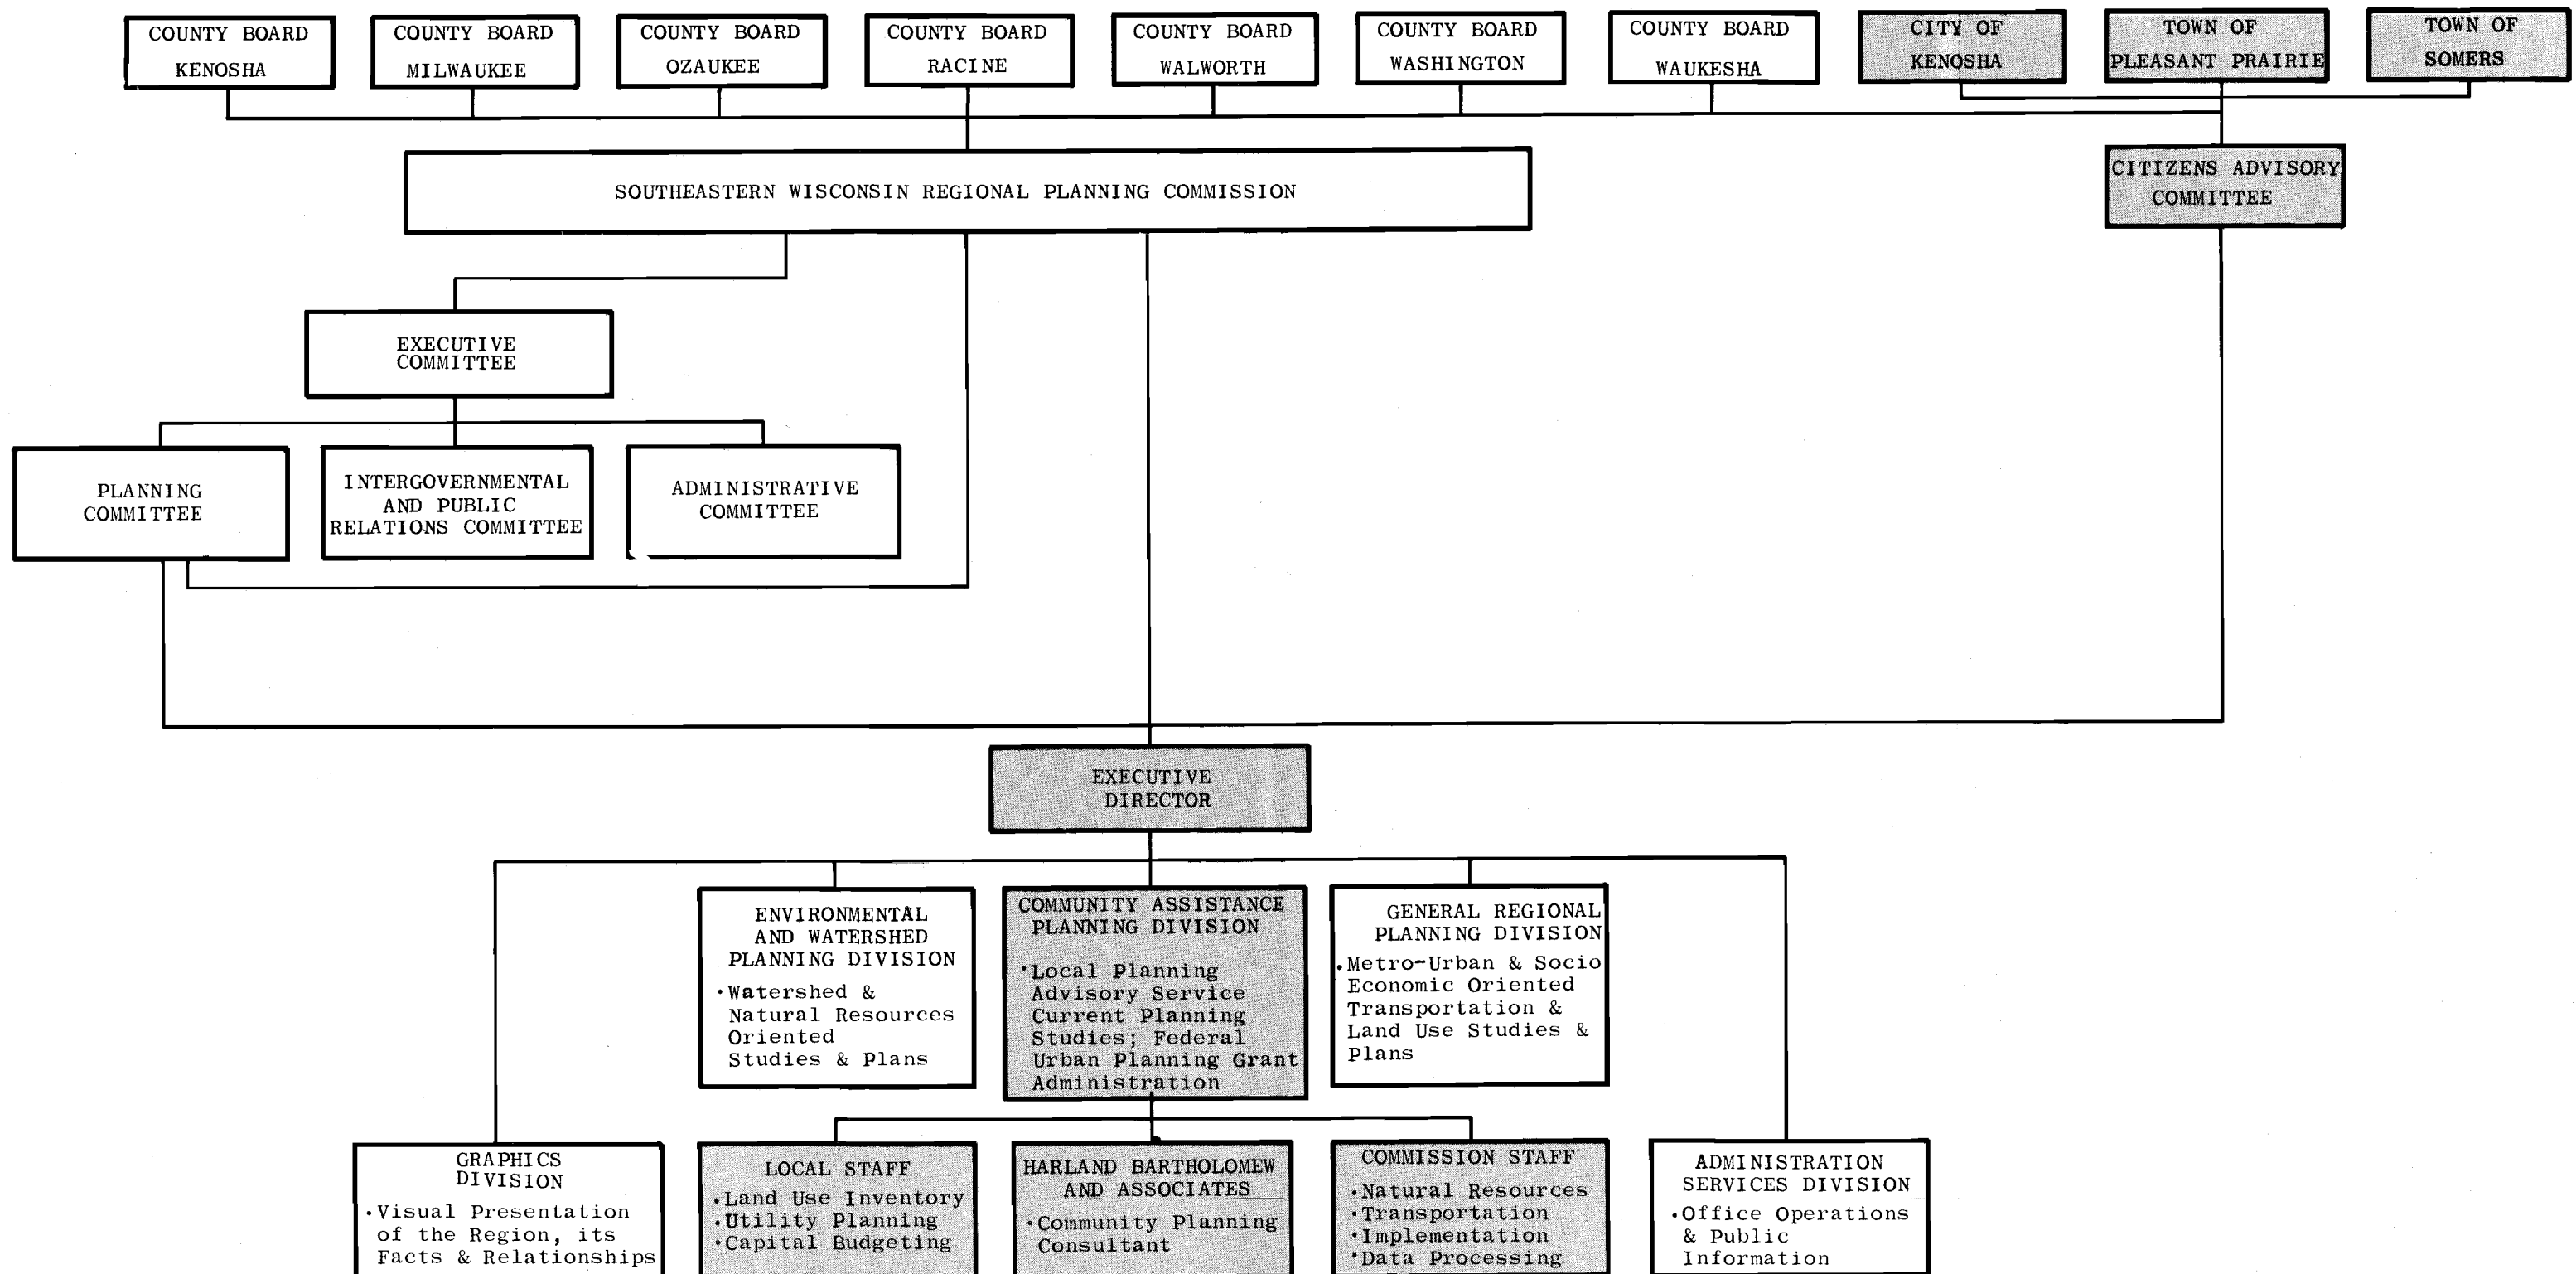 COUNTY BOARD
KENOSHA
COUNTY BOARD
MILWAUKEE
COUNTY BOARD
OZAUKEE
COUNTY BOARD
RACINE
COUNTY BOARD
WALWORTH
COUNTY BOARD
WASHINGTON
COUNTY BOARD
WAUKESHA
CITY OF
KENOSHA
TOWN OF
PLEASANT PRAIRIE
TOWN OF
SOMERS
SOUTHEASTERN WISCONSIN REGIONAL PLANNING COMMISSION
CITIZENS ADVISORY
COMMITTEE
EXECUTIVE
COMMITTEE
PLANNING
COMMITTEE
INTERGOVERNMENTAL
AND PUBLIC
RELATIONS COMMITTEE
ADMINISTRATIVE
COMMITTEE
EXECUTIVE
DIRECTOR
ENVIRONMENTAL
AND WATERSHED
PLANNING DIVISION
·Watershed &
Natural Resources
Oriented
Studies & Plans
COMMUNITY ASSISTANCE
PLANNING DIVISION
·Local Planning
Advisory Service
Current Planning
Studies; Federal
Urban Planning Grant
Administration
GENERAL REGIONAL
PLANNING DIVISION
·Metro-Urban & Socio
Economic Oriented
Transportation &
Land Use Studies &
Plans
GRAPHICS
DIVISION
·Visual Presentation
of the Region, its
Facts & Relationships
LOCAL STAFF
·Land Use Inventory
·Utility Planning
·Capital Budgeting
HARLAND BARTHOLOMEW
AND ASSOCIATES
·Community Planning
Consultant
COMMISSION STAFF
·Natural Resources
·Transportation
·Implementation
·Data Processing
ADMINISTRATION
SERVICES DIVISION
·Office Operations
& Public
Information